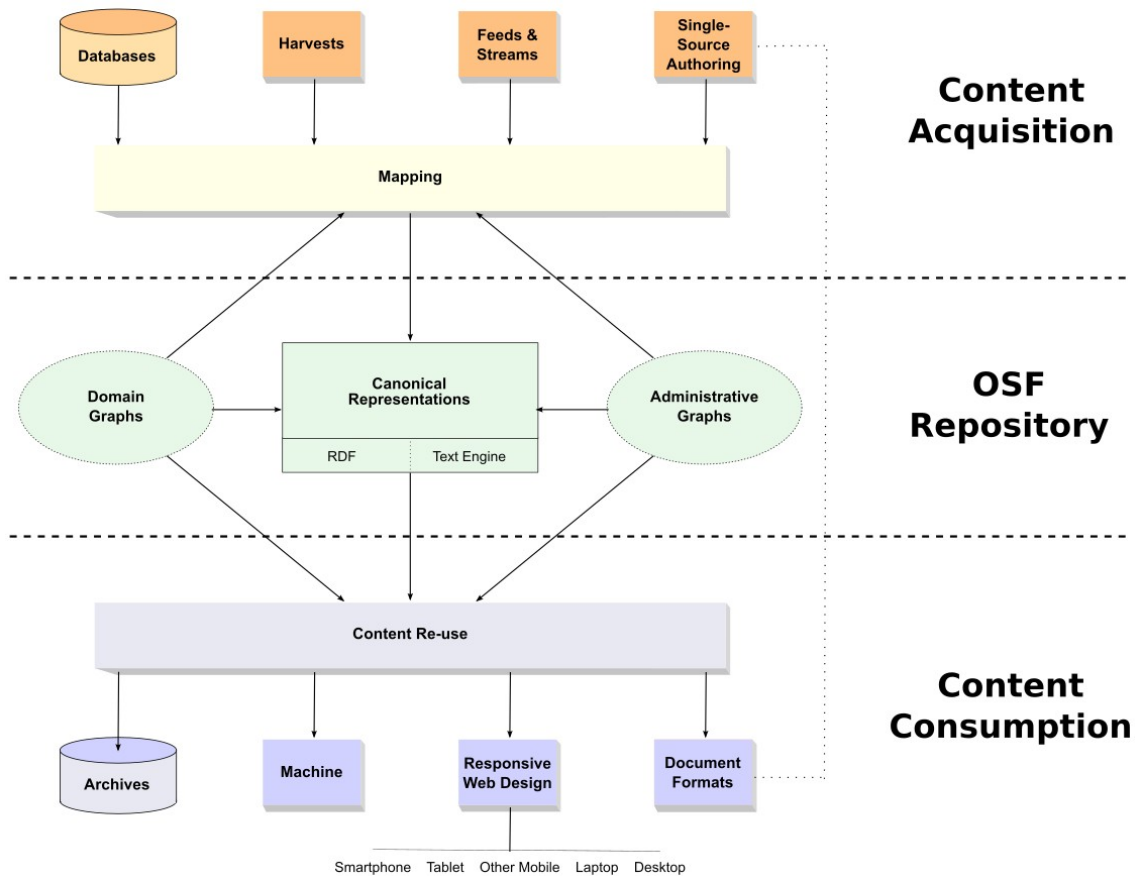 Databases
Harvests
Feeds &
Streams
Single-
Source
Authoring
Content
Acquisition
Mapping
Domain
Graphs
Canonical
Representations
RDF
Text Engine
Administrative
Graphs
OSF
Repository
Content Re-use
Content
Consumption
Archives
Machine
Responsive
Web Design
Document
Formats
Smartphone Tablet Other Mobile Laptop Desktop